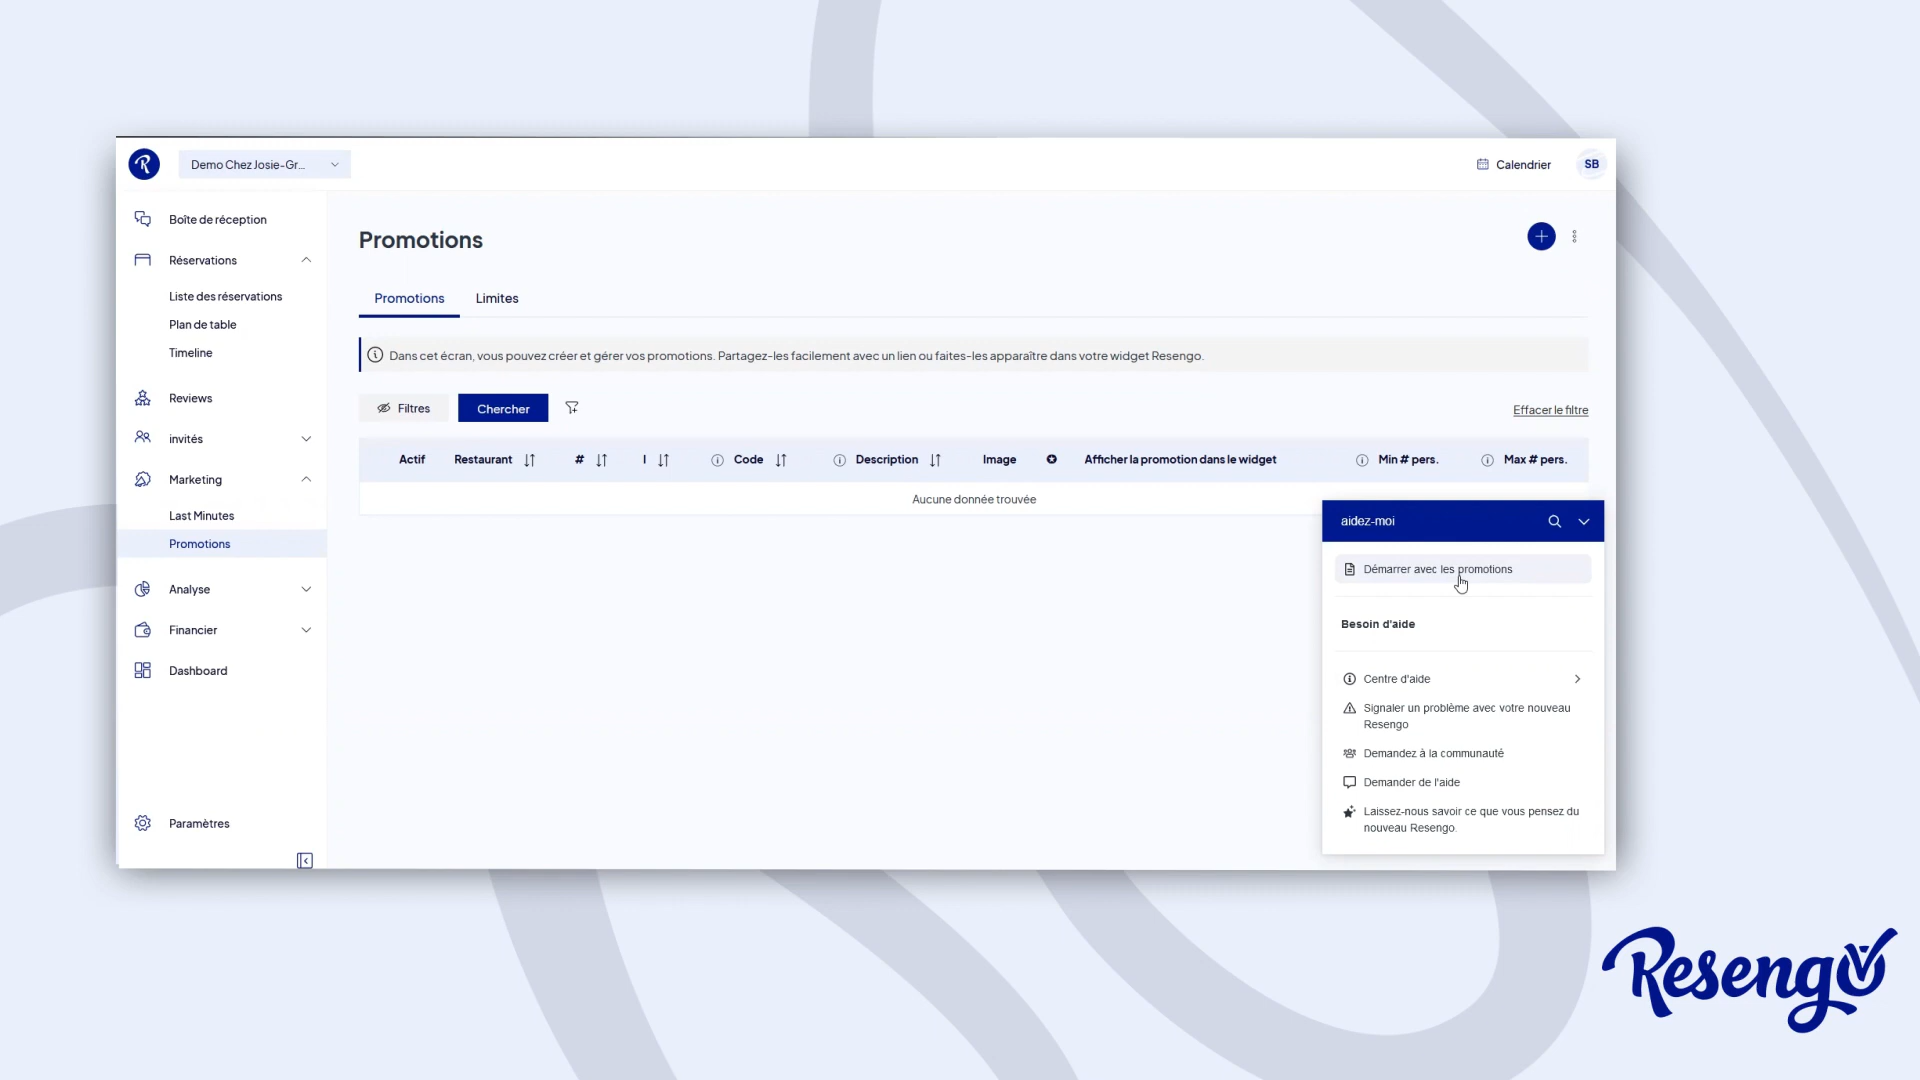 Demo Chez Josie-Gr...
Calendrier
SB
Boîte de réception
Réservations
Liste des réservations
Plan de table
Timeline
Reviews
invités
Marketing
Last Minutes
Promotions
Analyse
Financier
Dashboard
Paramètres
Promotions
Promotions
Limites
Dans cet écran, vous pouvez créer et gérer vos promotions. Partagez-les facilement avec un lien ou faites-les apparaître dans votre widget Resengo.
Filtres
Chercher
Effacer le filtre
Actif Restaurant # I Code Description Image Afficher la promotion dans le widget Min # pers. Max # pers.
Aucune donnée trouvée
aidez-moi
Démarrer avec les promotions
Besoin d'aide
Centre d'aide
Signaler un problème avec votre nouveau
Resengo
Demandez à la communauté
Demander de l'aide
Laissez-nous savoir ce que vous pensez du
nouveau Resengo.
Resengo